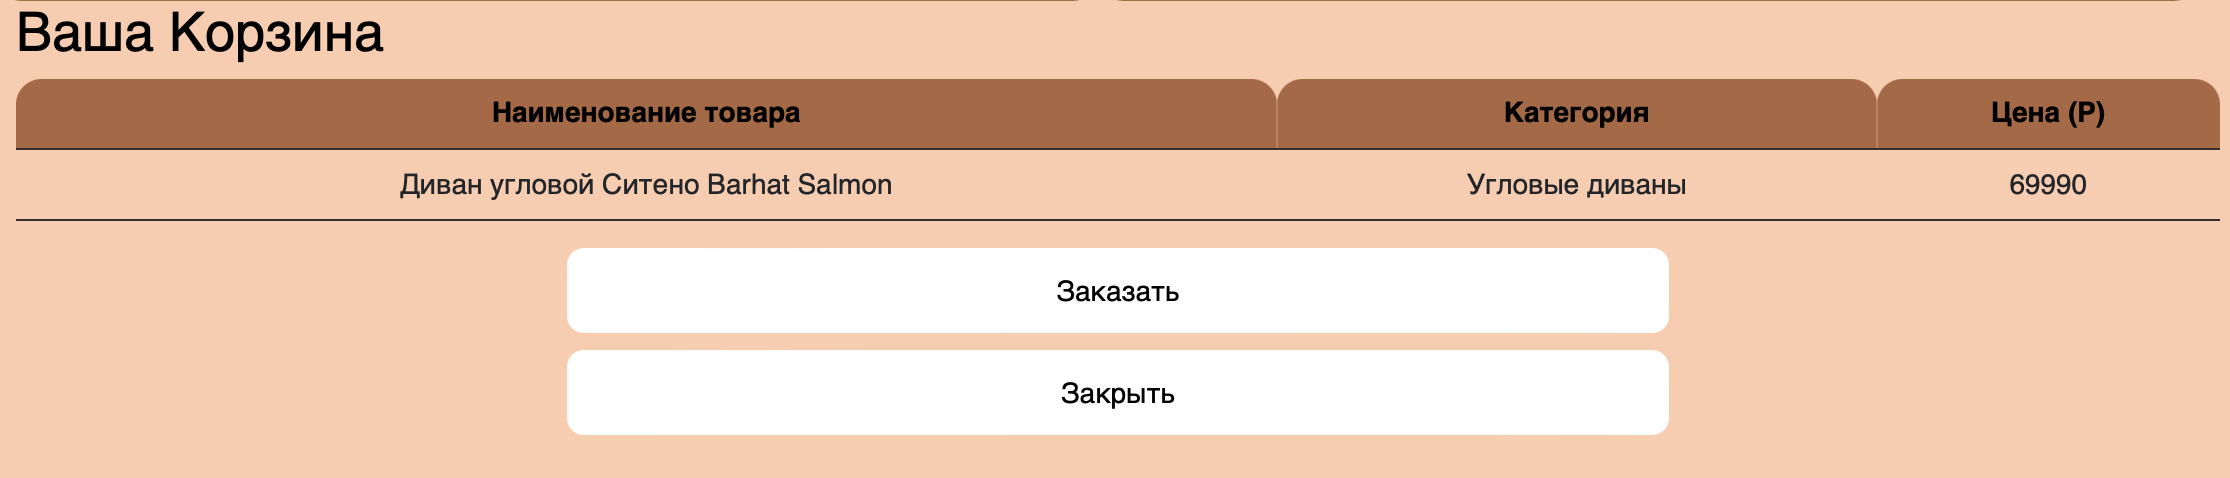 Ваша Корзина
Наименование товара Категория Цена (Р)
Диван угловой Ситено Barhat Salmon Угловые диваны 69990
Заказать
Закрыть